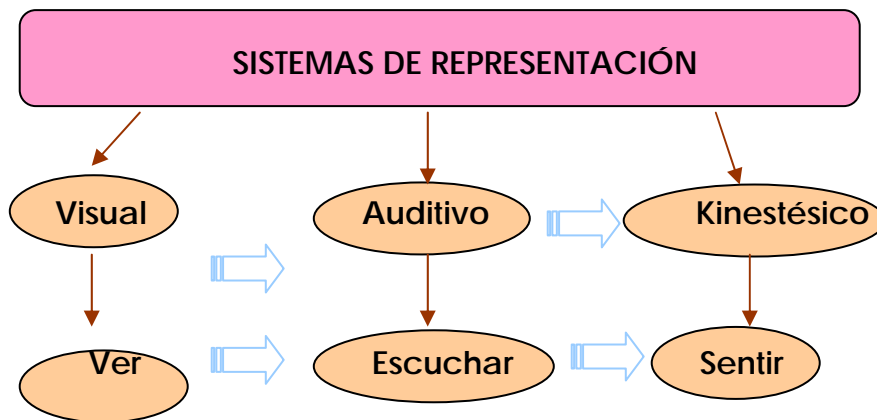 SISTEMAS DE REPRESENTACIÓN
Visual
Auditivo
Kinestésico
Ver
Escuchar
Sentir